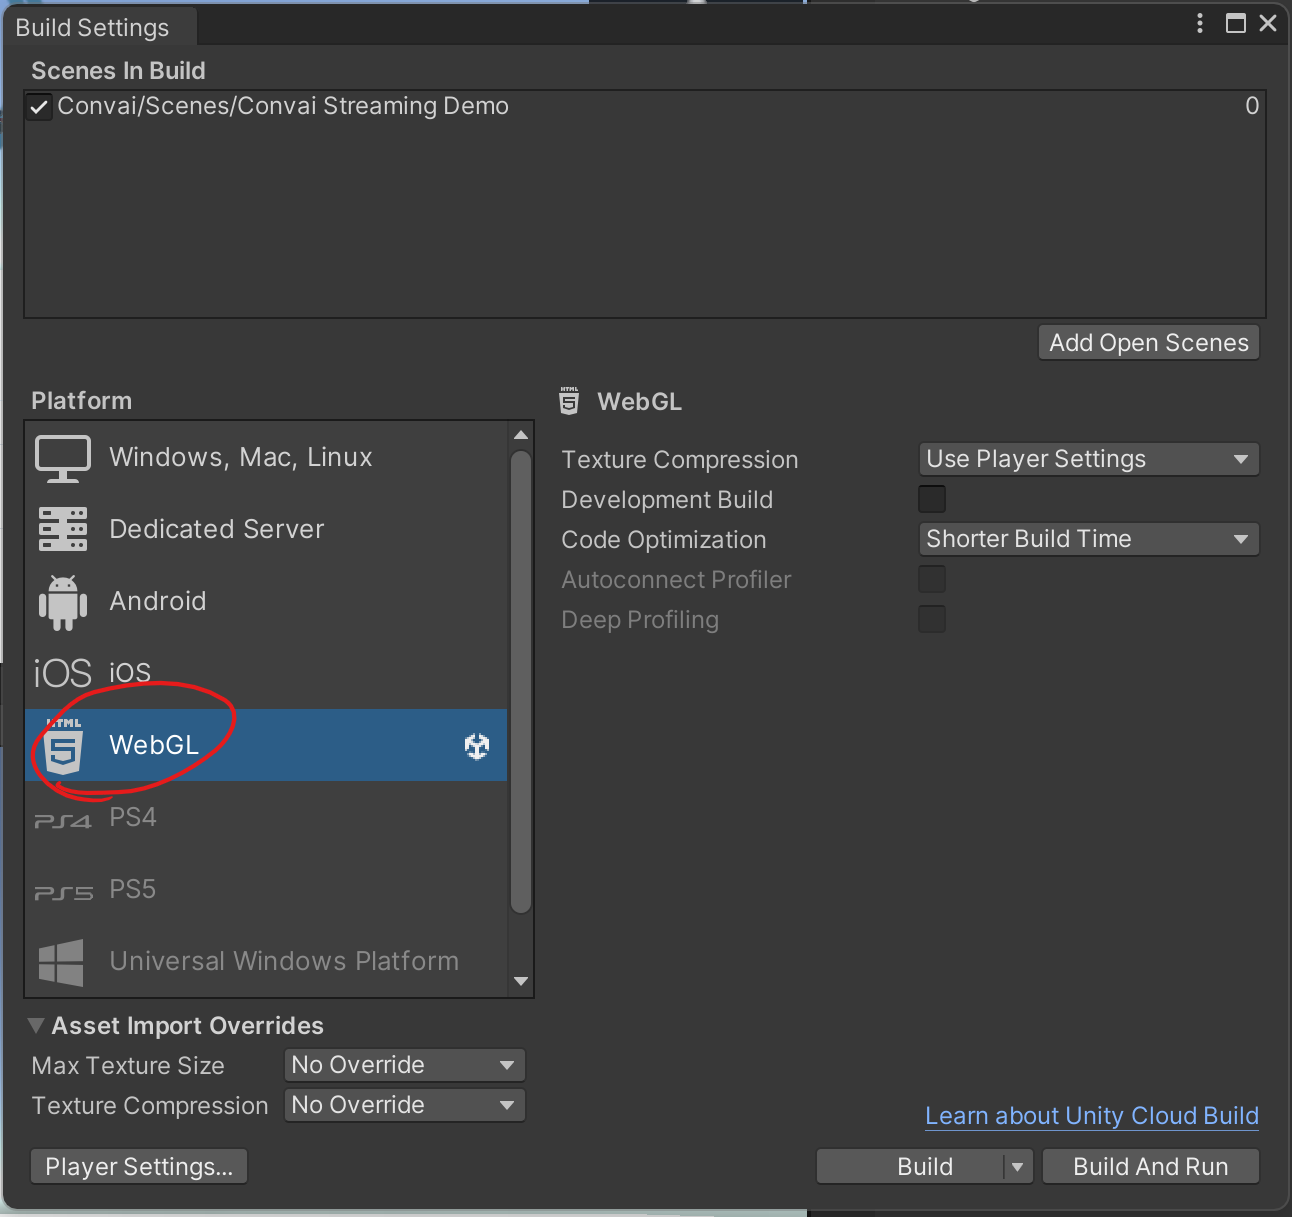 Build Settings
Scenes In Build
Convai/Scenes/Convai Streaming Demo 0
Add Open Scenes
Platform
Windows, Mac, Linux
Dedicated Server
Android
iOS iOS
HTML 5 WebGL
PS4 PS4
PS5 PS5
Universal Windows Platform
HTML 5 WebGL
Texture Compression Use Player Settings
Development Build
Code Optimization Shorter Build Time
Autoconnect Profiler
Deep Profiling
Asset Import Overrides
Max Texture Size No Override
Texture Compression No Override
Learn about Unity Cloud Build
Player Settings... Build Build And Run